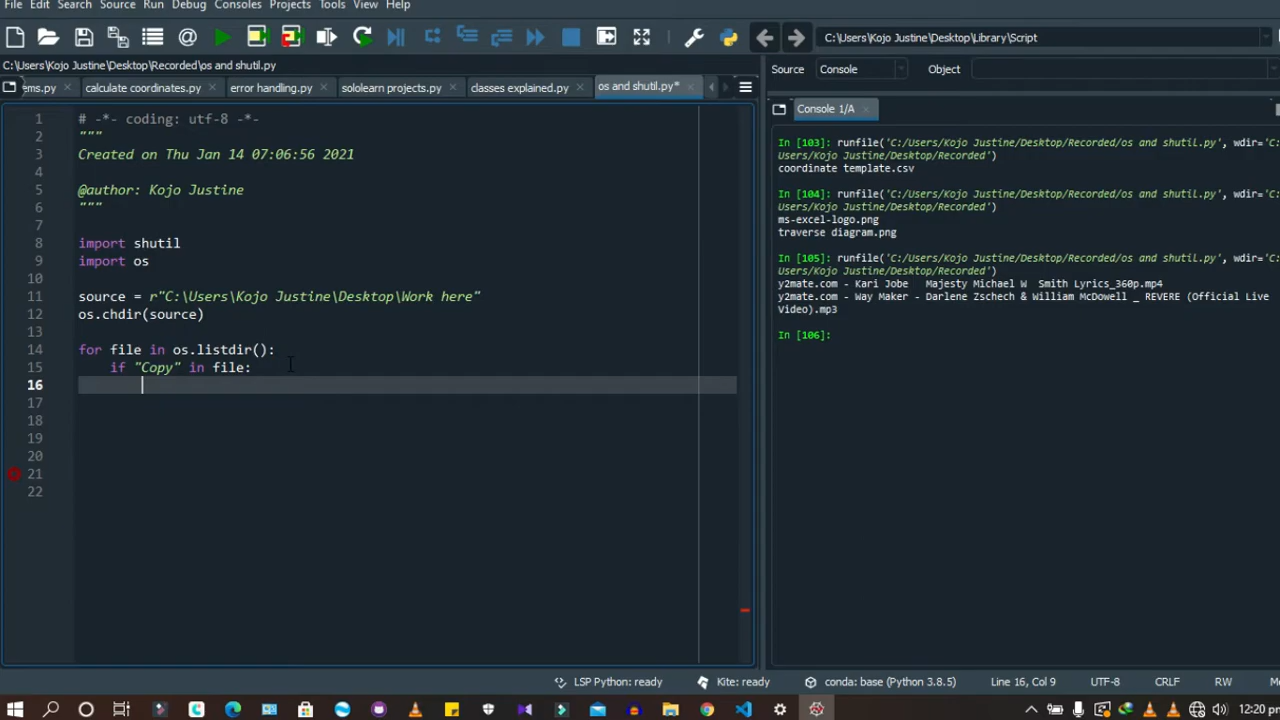 File Edit Search Source Run Debug Consoles Projects Tools View Help
C:\Users\Kojo Justine\Desktop\Library\Script
C:\Users\Kojo Justine\Desktop\Recorded\os and shutil.py
Source Console Object
ems.py calculate coordinates.py error handling.py sololearn projects.py classes explained.py os and shutil.py*
Console 1/A
1 # -*- coding: utf-8 -*-
2 """
3 Created on Thu Jan 14 07:06:56 2021
4
5 @author: Kojo Justine
6 """
7
8 import shutil
9 import os
10
11 source = r"C:\Users\Kojo Justine\Desktop\Work here"
12 os.chdir(source)
13
14 for file in os.listdir():
15 if "Copy" in file:
16
17
18
19
20
21
22
In [103]: runfile('C:/Users/Kojo Justine/Desktop/Recorded/os and shutil.py', wdir='C:
Users/Kojo Justine/Desktop/Recorded')
coordinate template.csv
In [104]: runfile('C:/Users/Kojo Justine/Desktop/Recorded/os and shutil.py', wdir='C:
Users/Kojo Justine/Desktop/Recorded')
ms-excel-logo.png
traverse diagram.png
In [105]: runfile('C:/Users/Kojo Justine/Desktop/Recorded/os and shutil.py', wdir='C:
Users/Kojo Justine/Desktop/Recorded')
y2mate.com - Kari Jobe Majesty Michael W Smith Lyrics_360p.mp4
y2mate.com - Way Maker - Darlene Zschech & William McDowell _ REVERE (Official Live
Video).mp3
In [106]:
LSP Python: ready Kite: ready conda: base (Python 3.8.5) Line 16, Col 9 UTF-8 CRLF RW
12:20 pm